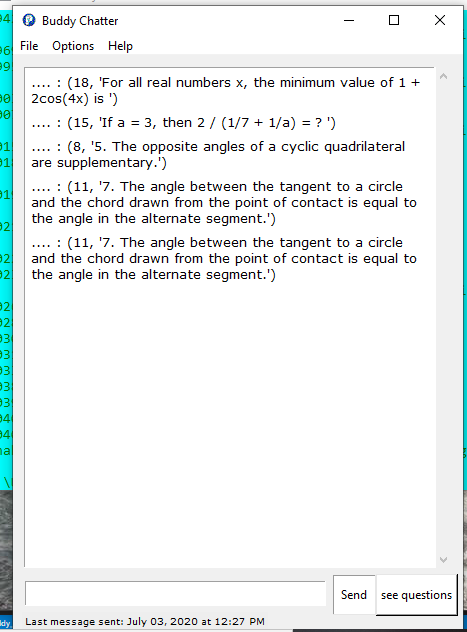 Buddy Chatter
File Options Help
.... : (18, 'For all real numbers x, the minimum value of 1 +
2cos(4x) is ')
.... : (15, 'If a = 3, then 2 / (1/7 + 1/a) = ? ')
.... : (8, '5. The opposite angles of a cyclic quadrilateral
are supplementary.')
.... : (11, '7. The angle between the tangent to a circle
and the chord drawn from the point of contact is equal to
the angle in the alternate segment.')
.... : (11, '7. The angle between the tangent to a circle
and the chord drawn from the point of contact is equal to
the angle in the alternate segment.')
Send see questions
Last message sent: July 03, 2020 at 12:27 PM